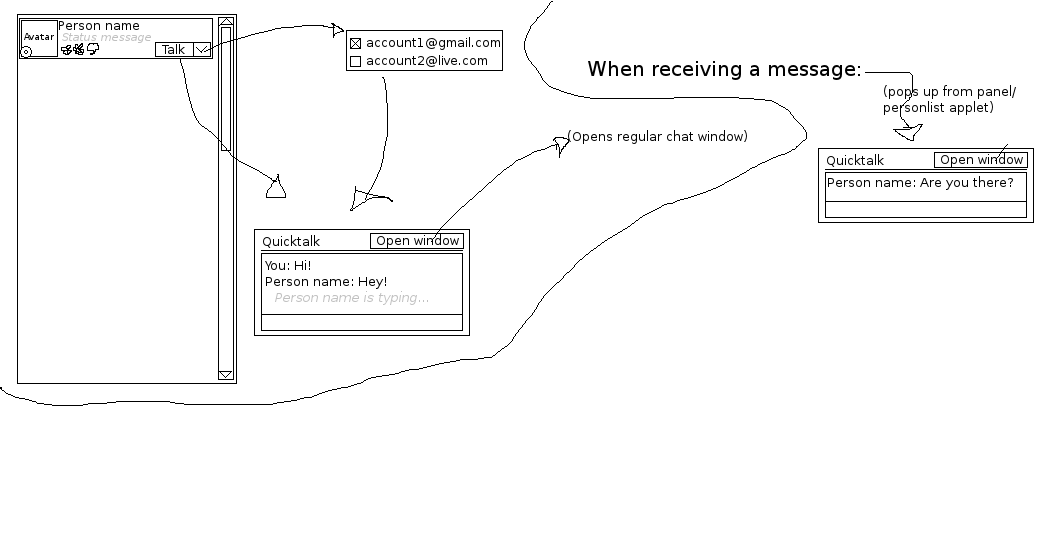 Avatar
Person name
Status message
Talk
account1@gmail.com
account2@live.com
When receiving a message:
(pops up from panel/
personlist applet)
(Opens regular chat window)
Quicktalk
Open window
Person name: Are you there?
Quicktalk
Open window
You: Hi!
Person name: Hey!
Person name is typing...